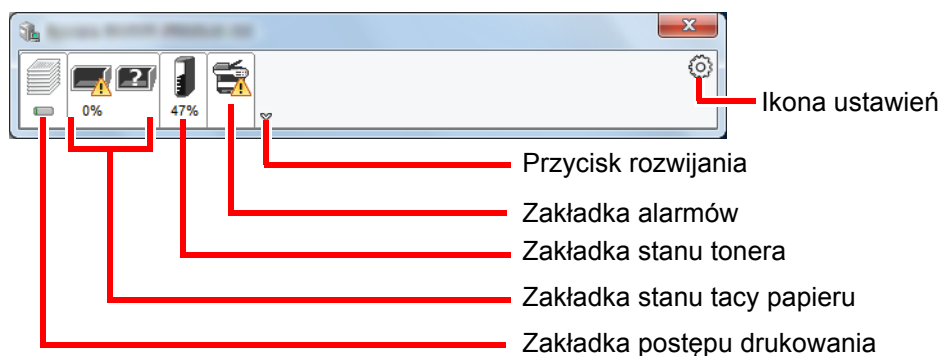 0%
?
47%
Ikona ustawień
Przycisk rozwijania
Zakładka alarmów
Zakładka stanu tonera
Zakładka stanu tacy papieru
Zakładka postępu drukowania